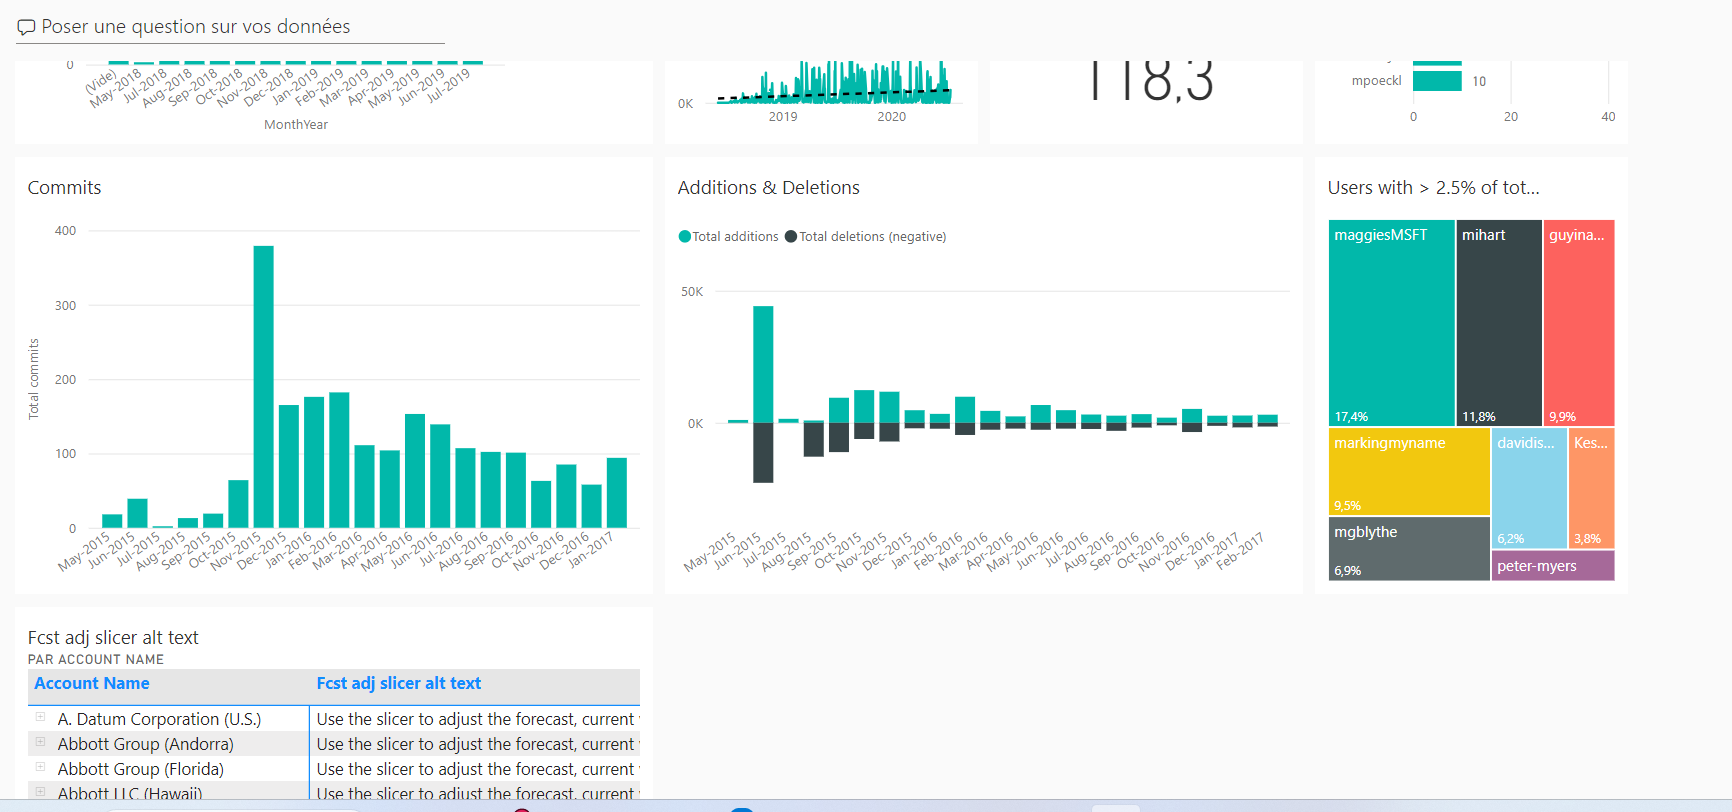 Poser une question sur vos données
0
(Vide)
May-2018
Jul-2018
Aug-2018
Sep-2018
Oct-2018
Nov-2018
Dec-2018
Jan-2019
Feb-2019
Mar-2019
Apr-2019
May-2019
Jun-2019
Jul-2019
MonthYear
0K
2019
2020
118,3
mpoeckl
10
0
20
40
Commits
Total commits
400
300
200
100
0
May-2015
Jun-2015
Jul-2015
Aug-2015
Sep-2015
Oct-2015
Nov-2015
Dec-2015
Jan-2016
Feb-2016
Mar-2016
Apr-2016
May-2016
Jun-2016
Jul-2016
Aug-2016
Sep-2016
Oct-2016
Nov-2016
Dec-2016
Jan-2017
Additions & Deletions
Total additions
Total deletions (negative)
50K
0K
May-2015
Jun-2015
Jul-2015
Aug-2015
Sep-2015
Oct-2015
Nov-2015
Dec-2015
Jan-2016
Feb-2016
Mar-2016
Apr-2016
May-2016
Jun-2016
Jul-2016
Aug-2016
Sep-2016
Oct-2016
Nov-2016
Dec-2016
Jan-2017
Feb-2017
Users with > 2.5% of tot...
maggiesMSFT
17,4%
mihart
11,8%
guyina...
9,9%
markingmyname
9,5%
davidis...
6,2%
Kes...
3,8%
mgblythe
6,9%
peter-myers
Fcst adj slicer alt text
PAR ACCOUNT NAME
Account Name
Fcst adj slicer alt text
A. Datum Corporation (U.S.)
Use the slicer to adjust the forecast, current
Abbott Group (Andorra)
Use the slicer to adjust the forecast, current
Abbott Group (Florida)
Use the slicer to adjust the forecast, current
Abbott LLC (Hawaii)
Use the slicer to adjust the forecast, current